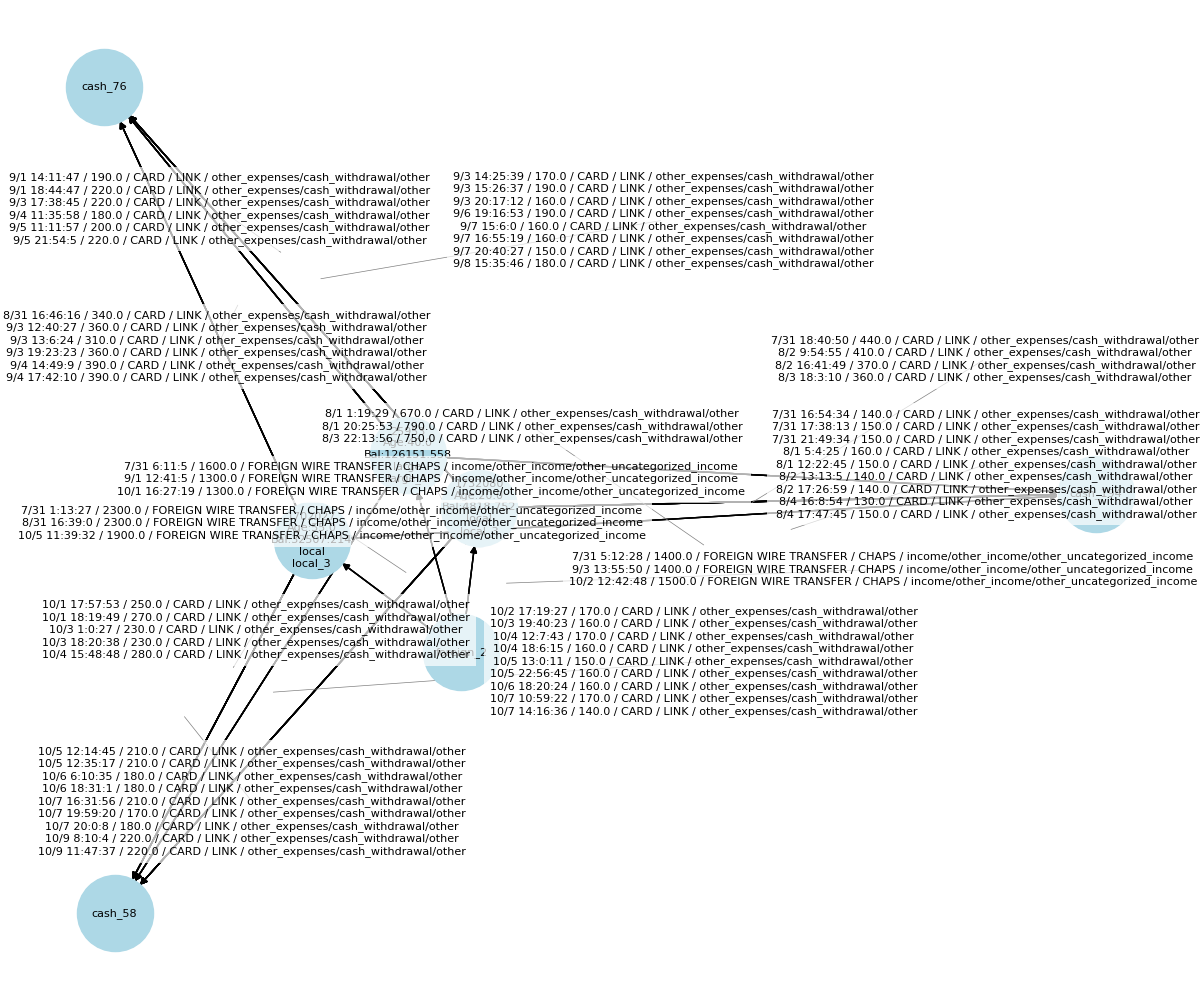 cash_76
9/1 14:11:47 / 190.0 / CARD / LINK / other_expenses/cash_withdrawal/other
9/1 18:44:47 / 220.0 / CARD / LINK / other_expenses/cash_withdrawal/other
9/3 17:38:45 / 220.0 / CARD / LINK / other_expenses/cash_withdrawal/other
9/4 11:35:58 / 180.0 / CARD / LINK / other_expenses/cash_withdrawal/other
9/5 11:11:57 / 200.0 / CARD / LINK / other_expenses/cash_withdrawal/other
9/5 21:54:5 / 220.0 / CARD / LINK / other_expenses/cash_withdrawal/other
9/3 14:25:39 / 170.0 / CARD / LINK / other_expenses/cash_withdrawal/other
9/3 15:26:37 / 190.0 / CARD / LINK / other_expenses/cash_withdrawal/other
9/3 20:17:12 / 160.0 / CARD / LINK / other_expenses/cash_withdrawal/other
9/6 19:16:53 / 190.0 / CARD / LINK / other_expenses/cash_withdrawal/other
9/7 15:6:0 / 160.0 / CARD / LINK / other_expenses/cash_withdrawal/other
9/7 16:55:19 / 160.0 / CARD / LINK / other_expenses/cash_withdrawal/other
9/7 20:40:27 / 150.0 / CARD / LINK / other_expenses/cash_withdrawal/other
9/8 15:35:46 / 180.0 / CARD / LINK / other_expenses/cash_withdrawal/other
8/31 16:46:16 / 340.0 / CARD / LINK / other_expenses/cash_withdrawal/other
9/3 12:40:27 / 360.0 / CARD / LINK / other_expenses/cash_withdrawal/other
9/3 13:6:24 / 310.0 / CARD / LINK / other_expenses/cash_withdrawal/other
9/3 19:23:23 / 360.0 / CARD / LINK / other_expenses/cash_withdrawal/other
9/4 14:49:9 / 390.0 / CARD / LINK / other_expenses/cash_withdrawal/other
9/4 17:42:10 / 390.0 / CARD / LINK / other_expenses/cash_withdrawal/other
7/31 18:40:50 / 440.0 / CARD / LINK / other_expenses/cash_withdrawal/other
8/2 9:54:55 / 410.0 / CARD / LINK / other_expenses/cash_withdrawal/other
8/2 16:41:49 / 370.0 / CARD / LINK / other_expenses/cash_withdrawal/other
8/3 18:3:10 / 360.0 / CARD / LINK / other_expenses/cash_withdrawal/other
8/1 1:19:29 / 670.0 / CARD / LINK / other_expenses/cash_withdrawal/other
8/1 20:25:53 / 790.0 / CARD / LINK / other_expenses/cash_withdrawal/other
8/3 22:13:56 / 750.0 / CARD / LINK / other_expenses/cash_withdrawal/other
Bal:126151.558
7/31 16:54:34 / 140.0 / CARD / LINK / other_expenses/cash_withdrawal/other
7/31 17:38:13 / 150.0 / CARD / LINK / other_expenses/cash_withdrawal/other
7/31 21:49:34 / 150.0 / CARD / LINK / other_expenses/cash_withdrawal/other
8/1 5:4:25 / 160.0 / CARD / LINK / other_expenses/cash_withdrawal/other
8/1 12:22:45 / 150.0 / CARD / LINK / other_expenses/cash_withdrawal/other
8/2 13:13:5 / 140.0 / CARD / LINK / other_expenses/cash_withdrawal/other
8/2 17:26:59 / 140.0 / CARD / LINK / other_expenses/cash_withdrawal/other
8/4 16:8:54 / 130.0 / CARD / LINK / other_expenses/cash_withdrawal/other
8/4 17:47:45 / 150.0 / CARD / LINK / other_expenses/cash_withdrawal/other
7/31 6:11:5 / 1600.0 / FOREIGN WIRE TRANSFER / CHAPS / income/other_income/other_uncategorized_income
9/1 12:41:5 / 1300.0 / FOREIGN WIRE TRANSFER / CHAPS / income/other_income/other_uncategorized_income
10/1 16:27:19 / 1300.0 / FOREIGN WIRE TRANSFER / CHAPS / income/other_income/other_uncategorized_income
7/31 1:13:27 / 2300.0 / FOREIGN WIRE TRANSFER / CHAPS / income/other_income/other_uncategorized_income
8/31 16:39:0 / 2300.0 / FOREIGN WIRE TRANSFER / CHAPS / income/other_income/other_uncategorized_income
10/5 11:39:32 / 1900.0 / FOREIGN WIRE TRANSFER / CHAPS / income/other_income/other_uncategorized_income
local
local_3
7/31 5:12:28 / 1400.0 / FOREIGN WIRE TRANSFER / CHAPS / income/other_income/other_uncategorized_income
9/3 13:55:50 / 1400.0 / FOREIGN WIRE TRANSFER / CHAPS / income/other_income/other_uncategorized_income
10/2 12:42:48 / 1500.0 / FOREIGN WIRE TRANSFER / CHAPS / income/other_income/other_uncategorized_income
10/1 17:57:53 / 250.0 / CARD / LINK / other_expenses/cash_withdrawal/other
10/1 18:19:49 / 270.0 / CARD / LINK / other_expenses/cash_withdrawal/other
10/3 1:0:27 / 230.0 / CARD / LINK / other_expenses/cash_withdrawal/other
10/3 18:20:38 / 230.0 / CARD / LINK / other_expenses/cash_withdrawal/other
10/4 15:48:48 / 280.0 / CARD / LINK / other_expenses/cash_withdrawal/other
10/2 17:19:27 / 170.0 / CARD / LINK / other_expenses/cash_withdrawal/other
10/3 19:40:23 / 160.0 / CARD / LINK / other_expenses/cash_withdrawal/other
10/4 12:7:43 / 170.0 / CARD / LINK / other_expenses/cash_withdrawal/other
10/4 18:6:15 / 160.0 / CARD / LINK / other_expenses/cash_withdrawal/other
10/5 13:0:11 / 150.0 / CARD / LINK / other_expenses/cash_withdrawal/other
10/5 22:56:45 / 160.0 / CARD / LINK / other_expenses/cash_withdrawal/other
10/6 18:20:24 / 160.0 / CARD / LINK / other_expenses/cash_withdrawal/other
10/7 10:59:22 / 170.0 / CARD / LINK / other_expenses/cash_withdrawal/other
10/7 14:16:36 / 140.0 / CARD / LINK / other_expenses/cash_withdrawal/other
10/5 12:14:45 / 210.0 / CARD / LINK / other_expenses/cash_withdrawal/other
10/5 12:35:17 / 210.0 / CARD / LINK / other_expenses/cash_withdrawal/other
10/6 6:10:35 / 180.0 / CARD / LINK / other_expenses/cash_withdrawal/other
10/6 18:31:1 / 180.0 / CARD / LINK / other_expenses/cash_withdrawal/other
10/7 16:31:56 / 210.0 / CARD / LINK / other_expenses/cash_withdrawal/other
10/7 19:59:20 / 170.0 / CARD / LINK / other_expenses/cash_withdrawal/other
10/7 20:0:8 / 180.0 / CARD / LINK / other_expenses/cash_withdrawal/other
10/9 8:10:4 / 220.0 / CARD / LINK / other_expenses/cash_withdrawal/other
10/9 11:47:37 / 220.0 / CARD / LINK / other_expenses/cash_withdrawal/other
cash_58